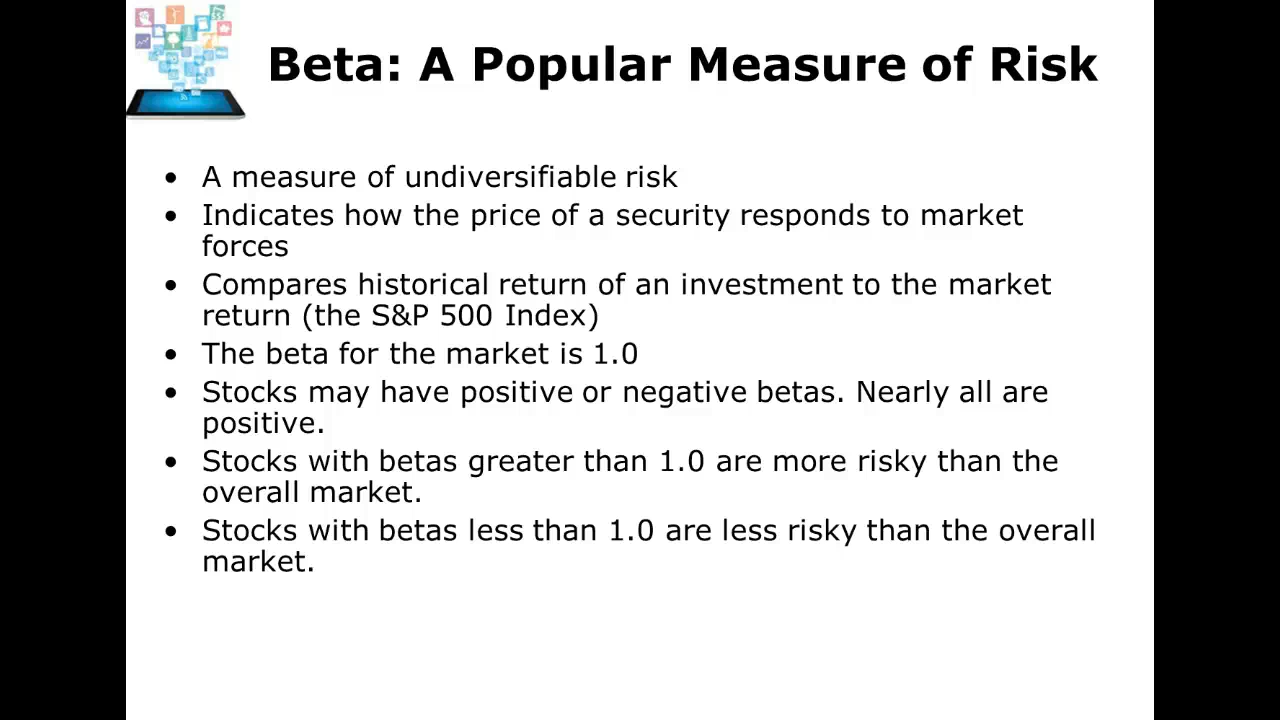 Beta: A Popular Measure of Risk
• A measure of undiversifiable risk
• Indicates how the price of a security responds to market
forces
• Compares historical return of an investment to the market
return (the S&P 500 Index)
• The beta for the market is 1.0
• Stocks may have positive or negative betas. Nearly all are
positive.
• Stocks with betas greater than 1.0 are more risky than the
overall market.
• Stocks with betas less than 1.0 are less risky than the overall
market.